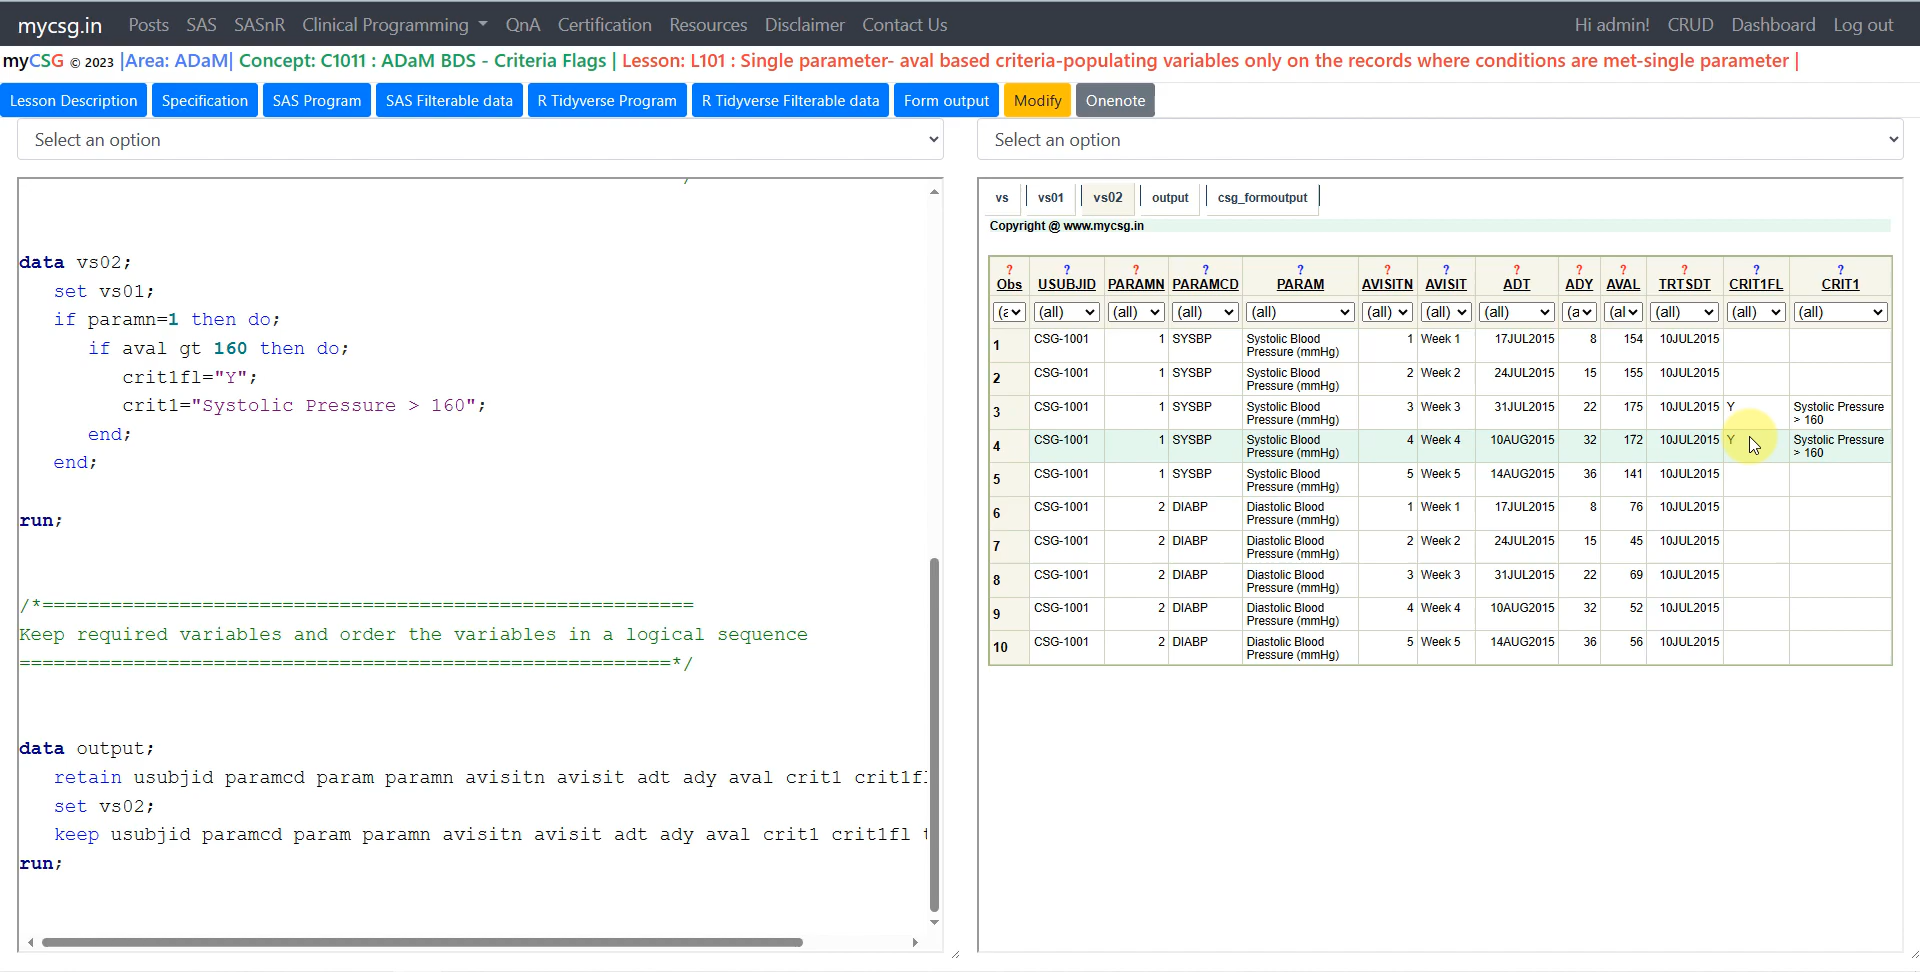 mycsg.in Posts SAS SASnR Clinical Programming QnA Certification Resources Disclaimer Contact Us Hi admin! CRUD Dashboard Log out
myCSG © 2023 |Area: ADaM| Concept: C1011 : ADaM BDS - Criteria Flags | Lesson: L101 : Single parameter- aval based criteria-populating variables only on the records where conditions are met-single parameter |
Lesson Description Specification SAS Program SAS Filterable data R Tidyverse Program R Tidyverse Filterable data Form output Modify Onenote
Select an option
data vs02;
set vs01;
if paramn=1 then do;
if aval gt 160 then do;
crit1fl="Y";
crit1="Systolic Pressure > 160";
end;
end;
run;
/*=========================================================
Keep required variables and order the variables in a logical sequence
=========================================================*/
data output;
retain usubjid paramcd param paramn avisitn avisit adt ady aval crit1
set vs02;
keep usubjid paramcd param paramn avisitn avisit adt ady aval crit1 crit1fl
run;
Select an option
vs vs01 vs02 output csg_formoutput
Copyright @ www.mycsg.in
? ? ? ? ? ? ? ? ? ? ? ? ?
Obs USUBJID PARAMN PARAMCD PARAM AVISITN AVISIT ADT ADY AVAL TRTSDT CRIT1FL CRIT1
(all) (all) (all) (all) (all) (all) (all) (all) (all) (all)
1 CSG-1001 1 SYSBP Systolic Blood Pressure (mmHg) 1 Week 1 17JUL2015 8 154 10JUL2015
2 CSG-1001 1 SYSBP Systolic Blood Pressure (mmHg) 2 Week 2 24JUL2015 15 155 10JUL2015
3 CSG-1001 1 SYSBP Systolic Blood Pressure (mmHg) 3 Week 3 31JUL2015 22 175 10JUL2015 Y Systolic Pressure > 160
4 CSG-1001 1 SYSBP Systolic Blood Pressure (mmHg) 4 Week 4 10AUG2015 32 172 10JUL2015 Y Systolic Pressure > 160
5 CSG-1001 1 SYSBP Systolic Blood Pressure (mmHg) 5 Week 5 14AUG2015 36 141 10JUL2015
6 CSG-1001 2 DIABP Diastolic Blood Pressure (mmHg) 1 Week 1 17JUL2015 8 76 10JUL2015
7 CSG-1001 2 DIABP Diastolic Blood Pressure (mmHg) 2 Week 2 24JUL2015 15 45 10JUL2015
8 CSG-1001 2 DIABP Diastolic Blood Pressure (mmHg) 3 Week 3 31JUL2015 22 69 10JUL2015
9 CSG-1001 2 DIABP Diastolic Blood Pressure (mmHg) 4 Week 4 10AUG2015 32 52 10JUL2015
10 CSG-1001 2 DIABP Diastolic Blood Pressure (mmHg) 5 Week 5 14AUG2015 36 56 10JUL2015